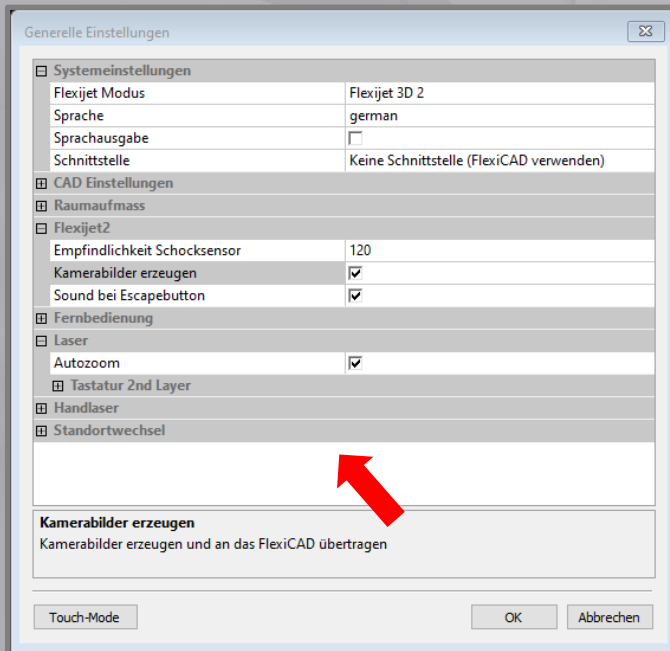 Generelle Einstellungen
Systemeinstellungen
Flexijet Modus Flexijet 3D 2
Sprache german
Sprachausgabe
Schnittstelle Keine Schnittstelle (FlexiCAD verwenden)
CAD Einstellungen
Raumaufmass
Flexijet2
Empfindlichkeit Schocksensor 120
Kamerabilder erzeugen
Sound bei Escapebutton
Fernbedienung
Laser
Autozoom
Tastatur 2nd Layer
Handlaser
Standortwechsel
Kamerabilder erzeugen
Kamerabilder erzeugen und an das FlexiCAD übertragen
Touch-Mode OK Abbrechen